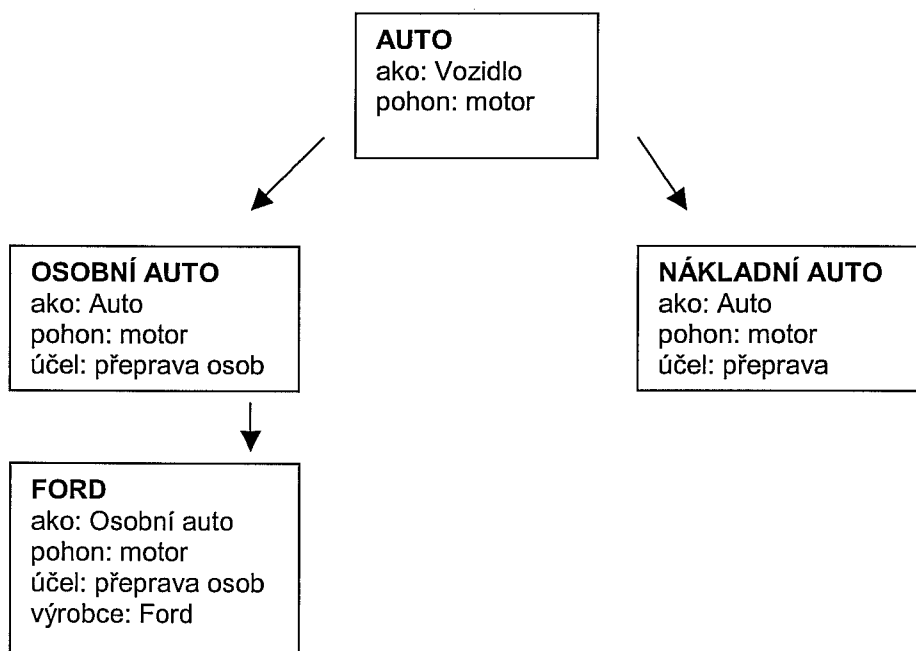 AUTO
ako: Vozidlo
pohon: motor
OSOBNÍ AUTO
ako: Auto
pohon: motor
účel: přeprava osob
NÁKLADNÍ AUTO
ako: Auto
pohon: motor
účel: přeprava
FORD
ako: Osobní auto
pohon: motor
účel: přeprava osob
výrobce: Ford